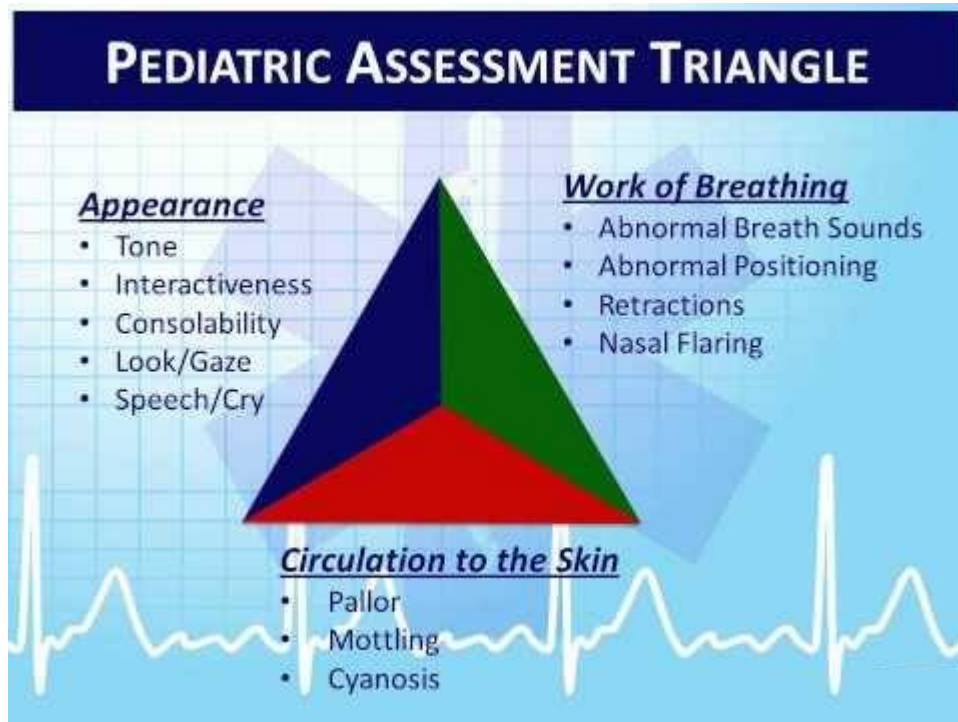 PEDIATRIC ASSESSMENT TRIANGLE
Appearance
• Tone
• Interactiveness
• Consolability
• Look/Gaze
• Speech/Cry
Work of Breathing
• Abnormal Breath Sounds
• Abnormal Positioning
• Retractions
• Nasal Flaring
Circulation to the Skin
• Pallor
• Mottling
• Cyanosis